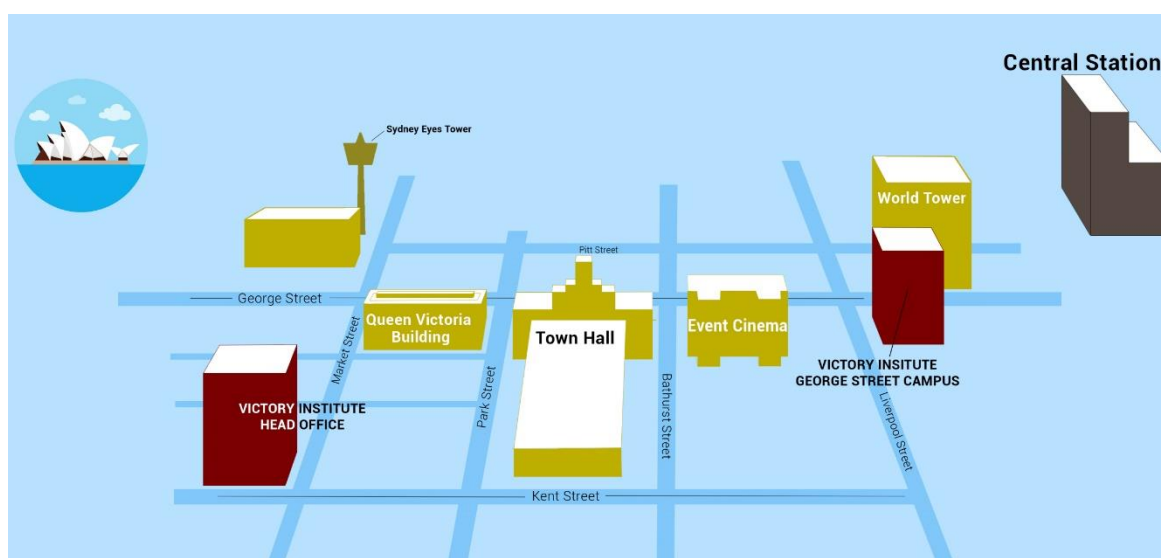 Central Station
Sydney Eyes Tower
World Tower
Pitt Street
George Street
Queen Victoria
Building
Town Hall
Event Cinema
Market Street
Park Street
Bathurst Street
Liverpool Street
VICTORY INSITUTE
GEORGE STREET CAMPUS
VICTORY INSTITUTE
HEAD OFFICE
Kent Street